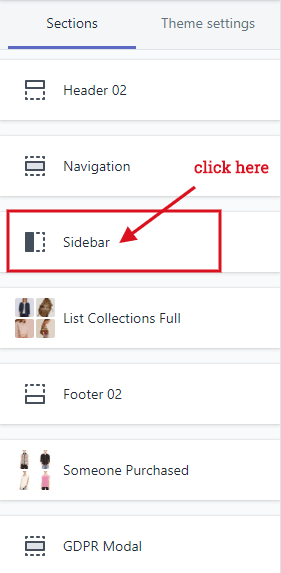 Sections
Theme settings
Header 02
Navigation
click here
Sidebar
List Collections Full
Footer 02
Someone Purchased
GDPR Modal